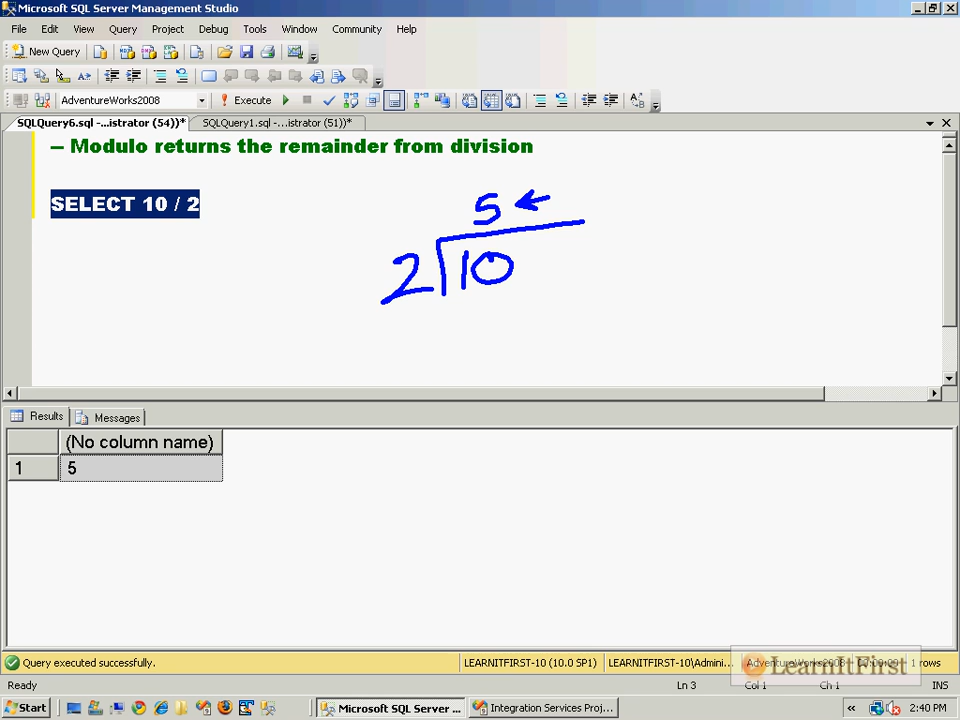 Microsoft SQL Server Management Studio
File Edit View Query Project Debug Tools Window Community Help
New Query
AdventureWorks2008 Execute
SQLQuery6.sql -...istrator (54))* SQLQuery1.sql -...istrator (51))*
-- Modulo returns the remainder from division
SELECT 10 / 2
5
2 10
Results Messages
(No column name)
1 5
Query executed successfully. LEARNITFIRST-10 (10.0 SP1) LEARNITFIRST-10\Admini... AdventureWorks2008 00:00:00 1 rows
LearnItFirst
Ready Ln 3 Col 1 Ch 1 INS
Start Microsoft SQL Server ... Integration Services Proj... 2:40 PM